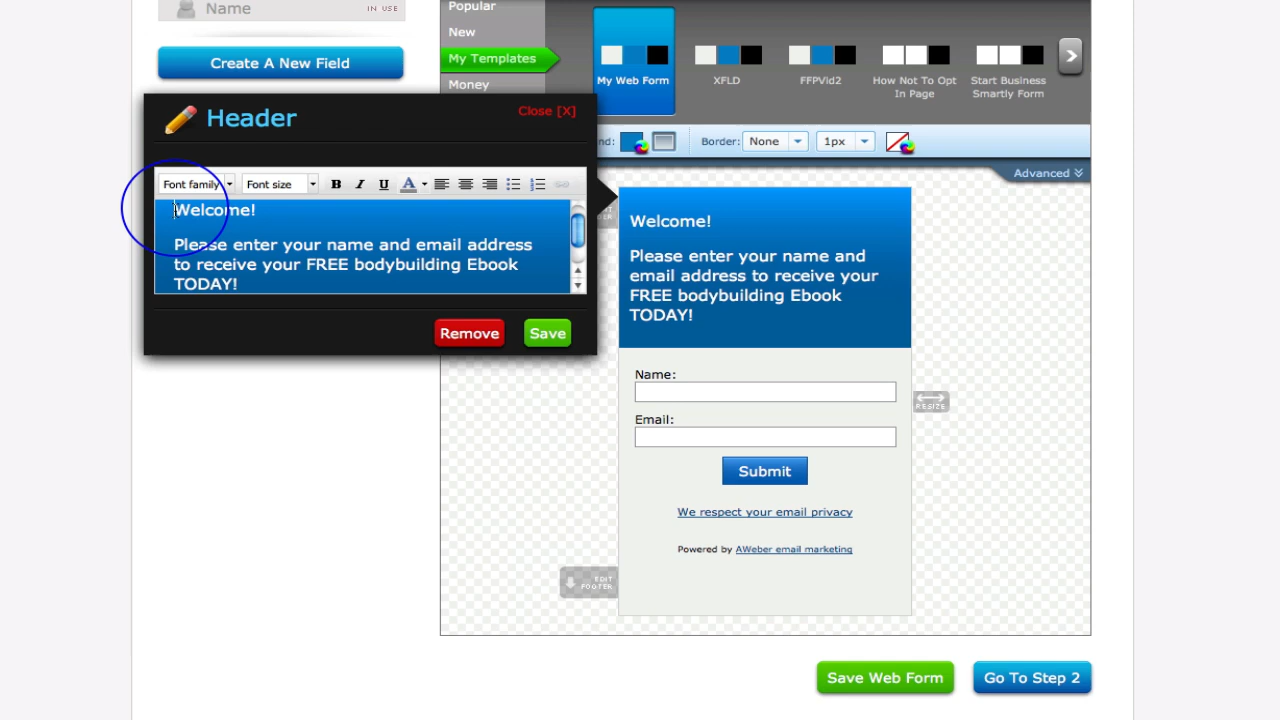 Name
IN USE
Create A New Field
Popular
New
My Templates
Money
My Web Form
XFLD
FFPVid2
How Not To Opt
In Page
Start Business
Smartly Form
Border:
None
1px
Advanced
Header
Close [X]
Font family
Font size
B
I
U
A
Welcome!
Please enter your name and email address
to receive your FREE bodybuilding Ebook
TODAY!
Remove
Save
Welcome!
Please enter your name and
email address to receive your
FREE bodybuilding Ebook
TODAY!
Name:
Email:
RESIZE
Submit
We respect your email privacy
Powered by AWeber email marketing
EDIT
FOOTER
Save Web Form
Go To Step 2